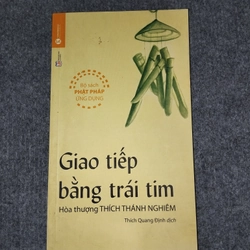 Bộ sách
PHẬT PHÁP
ỨNG DỤNG
Giao tiếp
bằng trái tim
Hòa thượng THÍCH THÁNH NGHIÊM
Thích Quang Định dịch